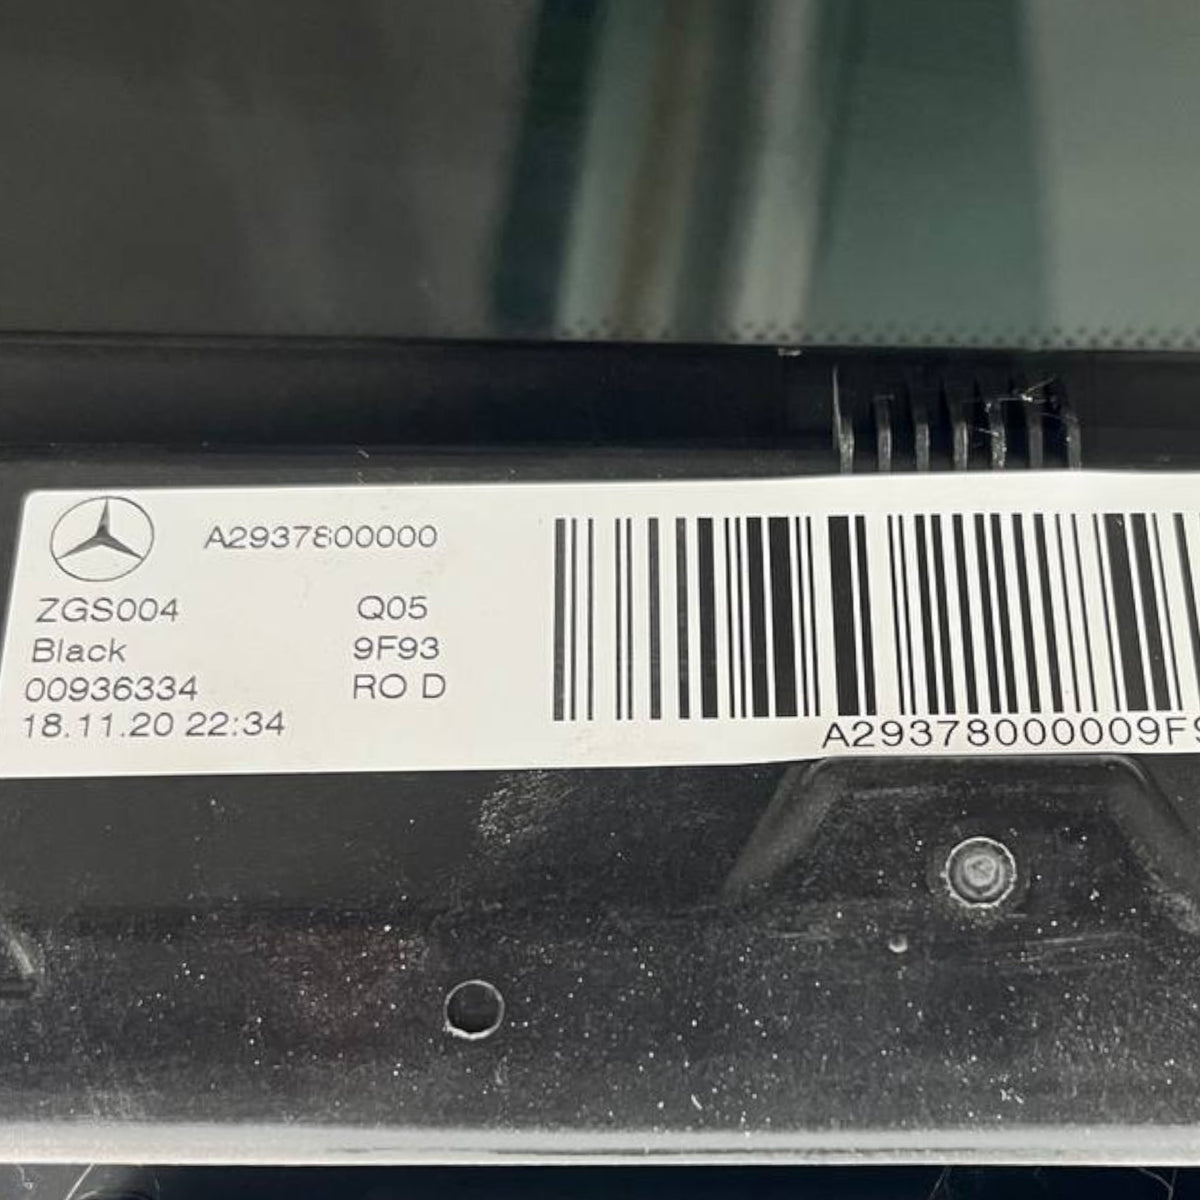 A2937800000
ZGS004 Q05
Black 9F93
00936334 RO D
18.11.20 22:34
A29378000009F9